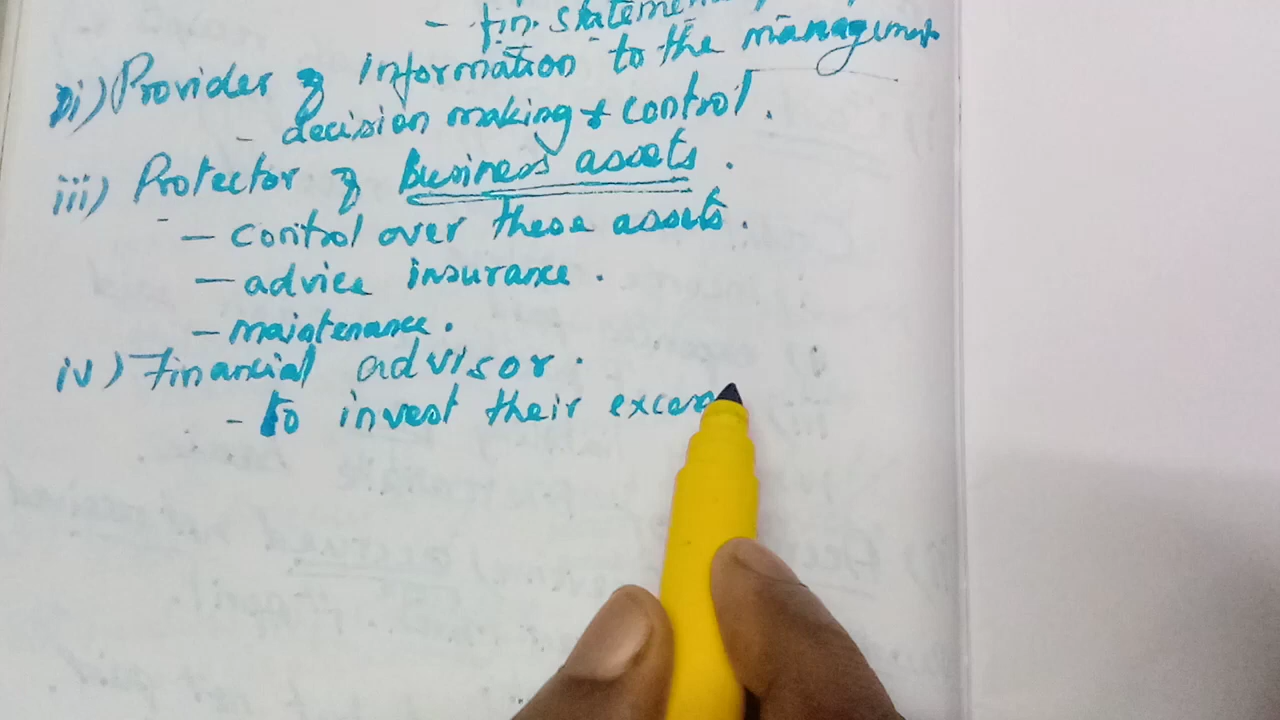 - fin. statement
ii) Provider of information to the management
- decision making & control.
iii) Protector of business assets.
- control over these assets.
- advice insurance.
- maintenance.
iv) Financial advisor.
- to invest their excess